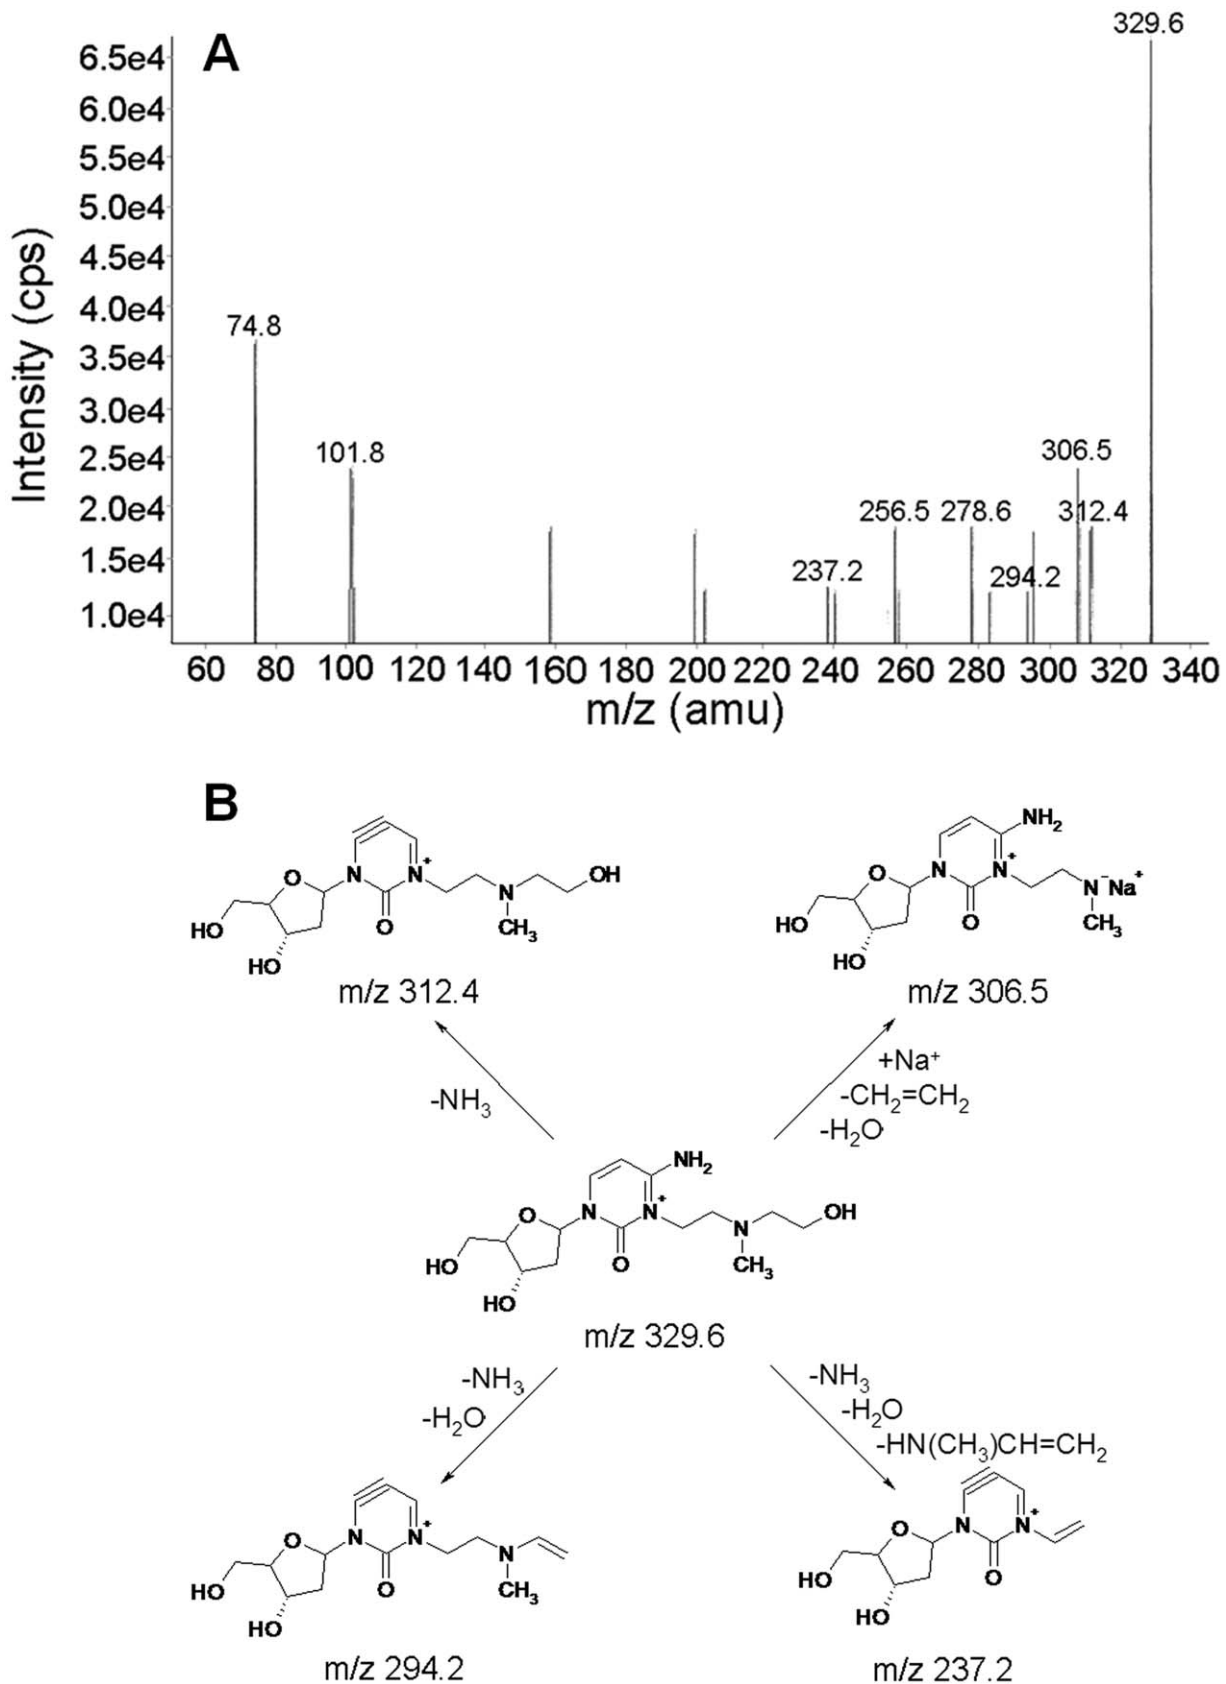 A
329.6
6.5e4
6.0e4
5.5e4
5.0e4
4.5e4
4.0e4
3.5e4
3.0e4
2.5e4
2.0e4
1.5e4
1.0e4
Intensity (cps)
74.8
101.8
306.5
256.5 278.6 312.4
237.2 294.2
60 80 100 120 140 160 180 200 220 240 260 280 300 320 340
m/z (amu)
B
HO O HO N N + O N CH₃ OH
m/z 312.4
HO O HO N N + O NH₂ N⁻Na⁺ CH₃
m/z 306.5
-NH₃
+Na⁺
-CH₂=CH₂
-H₂O
HO O HO N N + O NH₂ N CH₃ OH
m/z 329.6
-NH₃
-H₂O
-NH₃
-H₂O
-HN(CH₃)CH=CH₂
HO O HO N N + O N CH₃
m/z 294.2
HO O HO N N + O
m/z 237.2